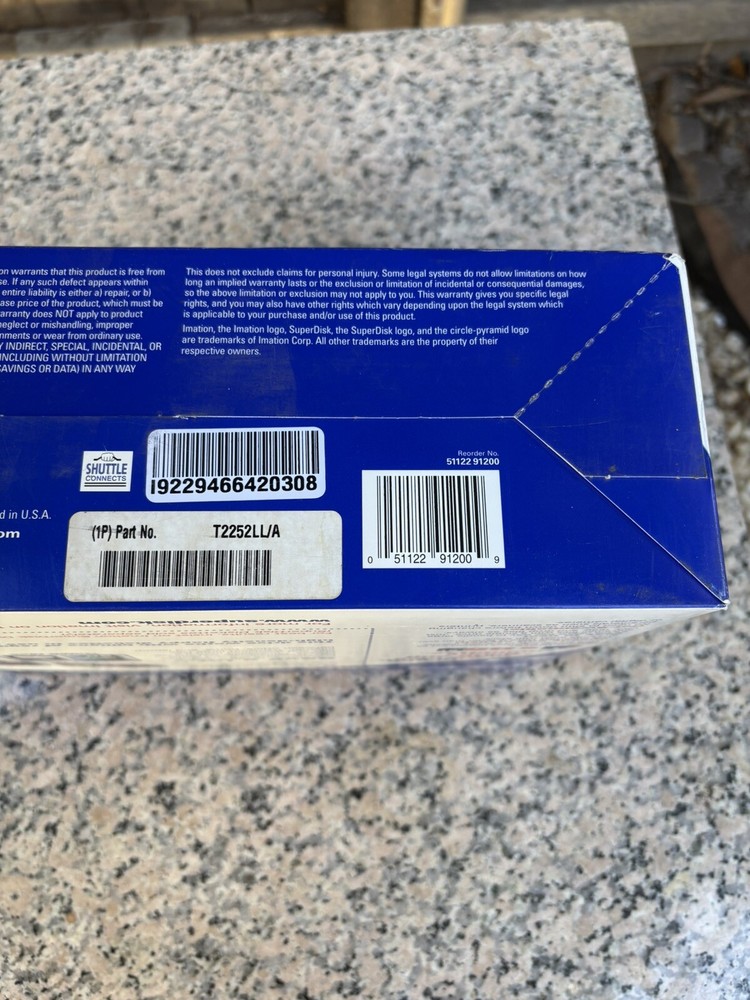 on warrants that this product is free from
se. If any such defect appears within
entire liability is either a) repair, or b)
ase price of the product, which must be
arranty does NOT apply to product
neglect or mishandling, improper
nments or wear from ordinary use.
Y INDIRECT, SPECIAL, INCIDENTAL, OR
INCLUDING WITHOUT LIMITATION
SAVINGS OR DATA) IN ANY WAY
This does not exclude claims for personal injury. Some legal systems do not allow limitations on how
long an implied warranty lasts or the exclusion or limitation of incidental or consequential damages,
so the above limitation or exclusion may not apply to you. This warranty gives you specific legal
rights, and you may also have other rights which vary depending upon the legal system which
is applicable to your purchase and/or use of this product.
Imation, the Imation logo, SuperDisk, the SuperDisk logo, and the circle-pyramid logo
are trademarks of Imation Corp. All other trademarks are the property of their
respective owners.
SHUTTLE
CONNECTS
I9229466420308
Reorder No.
51122 91200
d in U.S.A.
om
(1P) Part No. T2252LL/A
0 51122 91200 9
www.superdisk.com